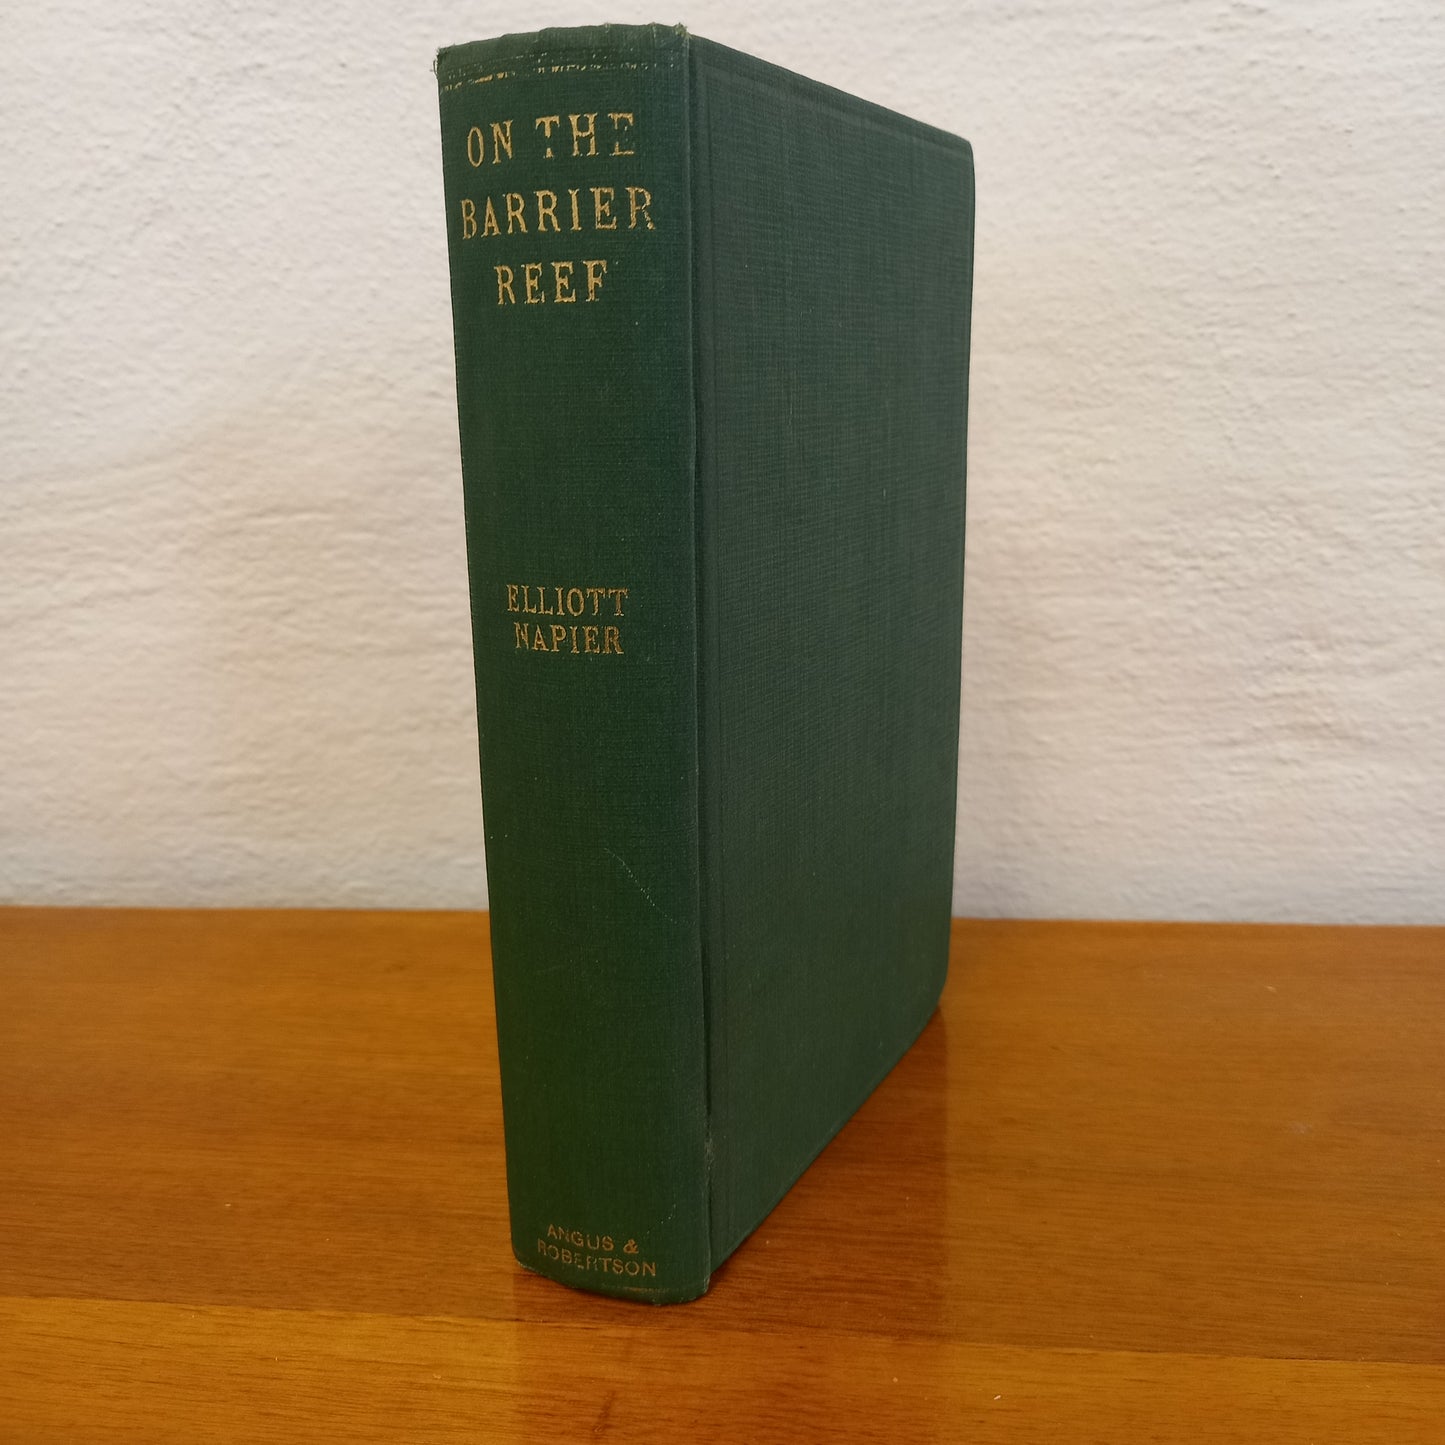 ON THE
BARRIER
REEF
ELLIOTT
NAPIER
ANGUS &
ROBERTSON